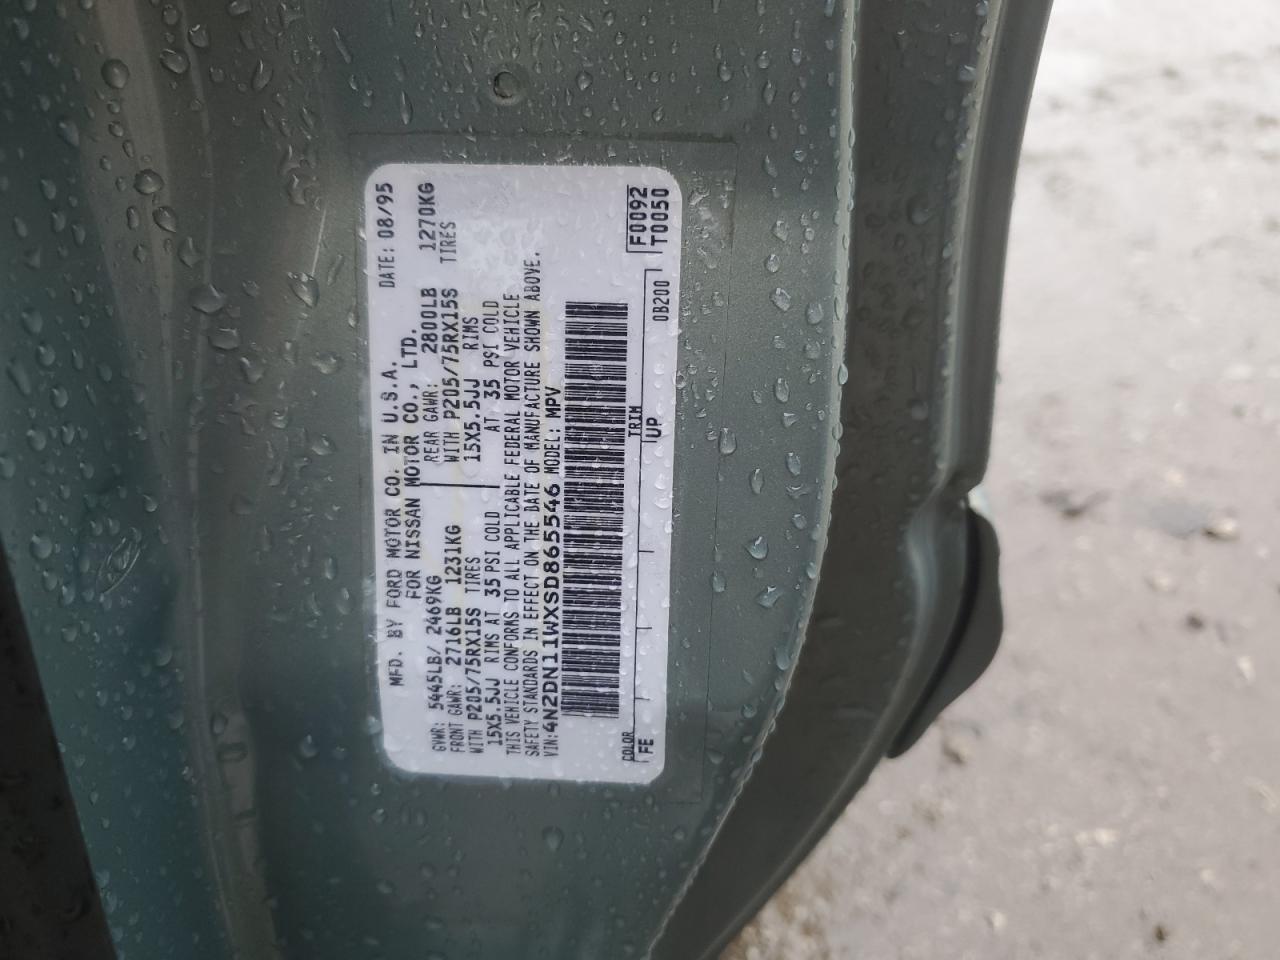 MFD. BY FORD MOTOR CO. IN U.S.A.
FOR NISSAN MOTOR CO., LTD.
DATE: 08/95
GVWR: 5445LB/ 2469KG
FRONT GAWR: 2716LB 1231KG
WITH P205/75RX15S TIRES
15X5.5JJ RIMS AT 35 PSI COLD
REAR GAWR: 2800LB 1270KG
WITH P205/75RX15S TIRES
15X5.5JJ RIMS
AT 35 PSI COLD
THIS VEHICLE CONFORMS TO ALL APPLICABLE FEDERAL MOTOR VEHICLE
SAFETY STANDARDS IN EFFECT ON THE DATE OF MANUFACTURE SHOWN ABOVE.
VIN: 4N2DN11WXSD865546 MODEL: MPV
F0092
T0050
COLOR
FE
TRIM
UP
0B200